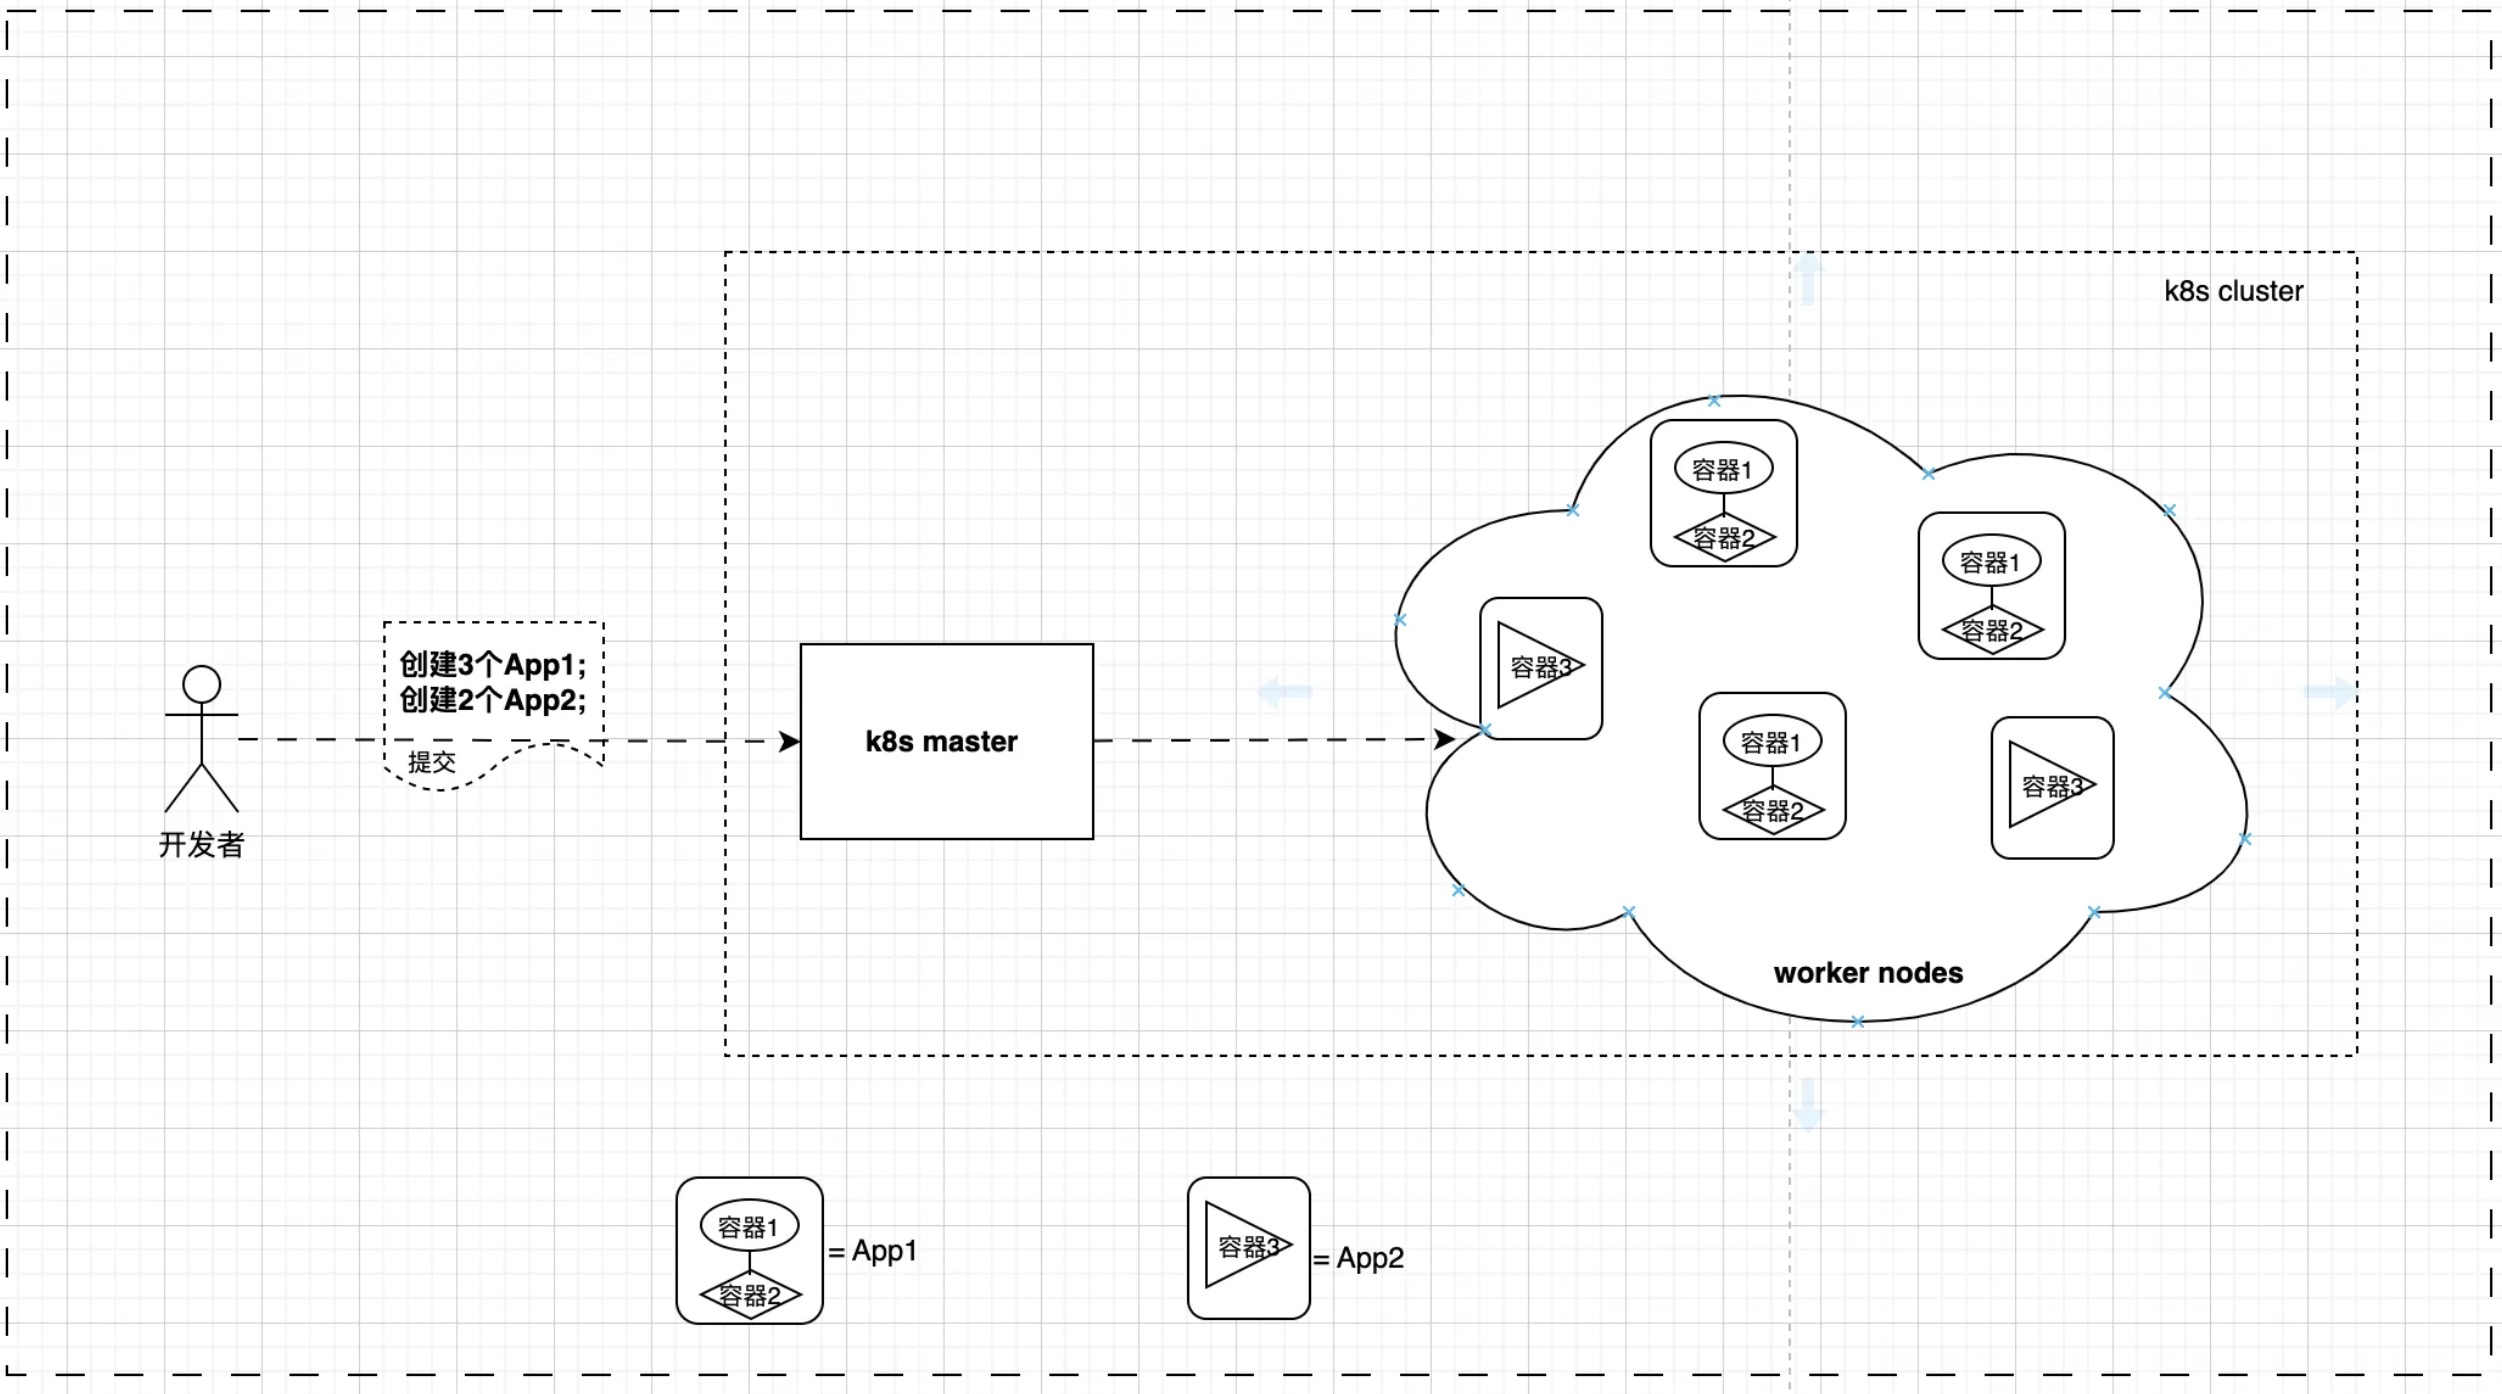 k8s cluster
创建3个App1;
创建2个App2;
提交
开发者
k8s master
容器1
容器2
容器1
容器2
容器3
容器1
容器2
容器3
worker nodes
容器1
容器2
= App1
容器3
= App2